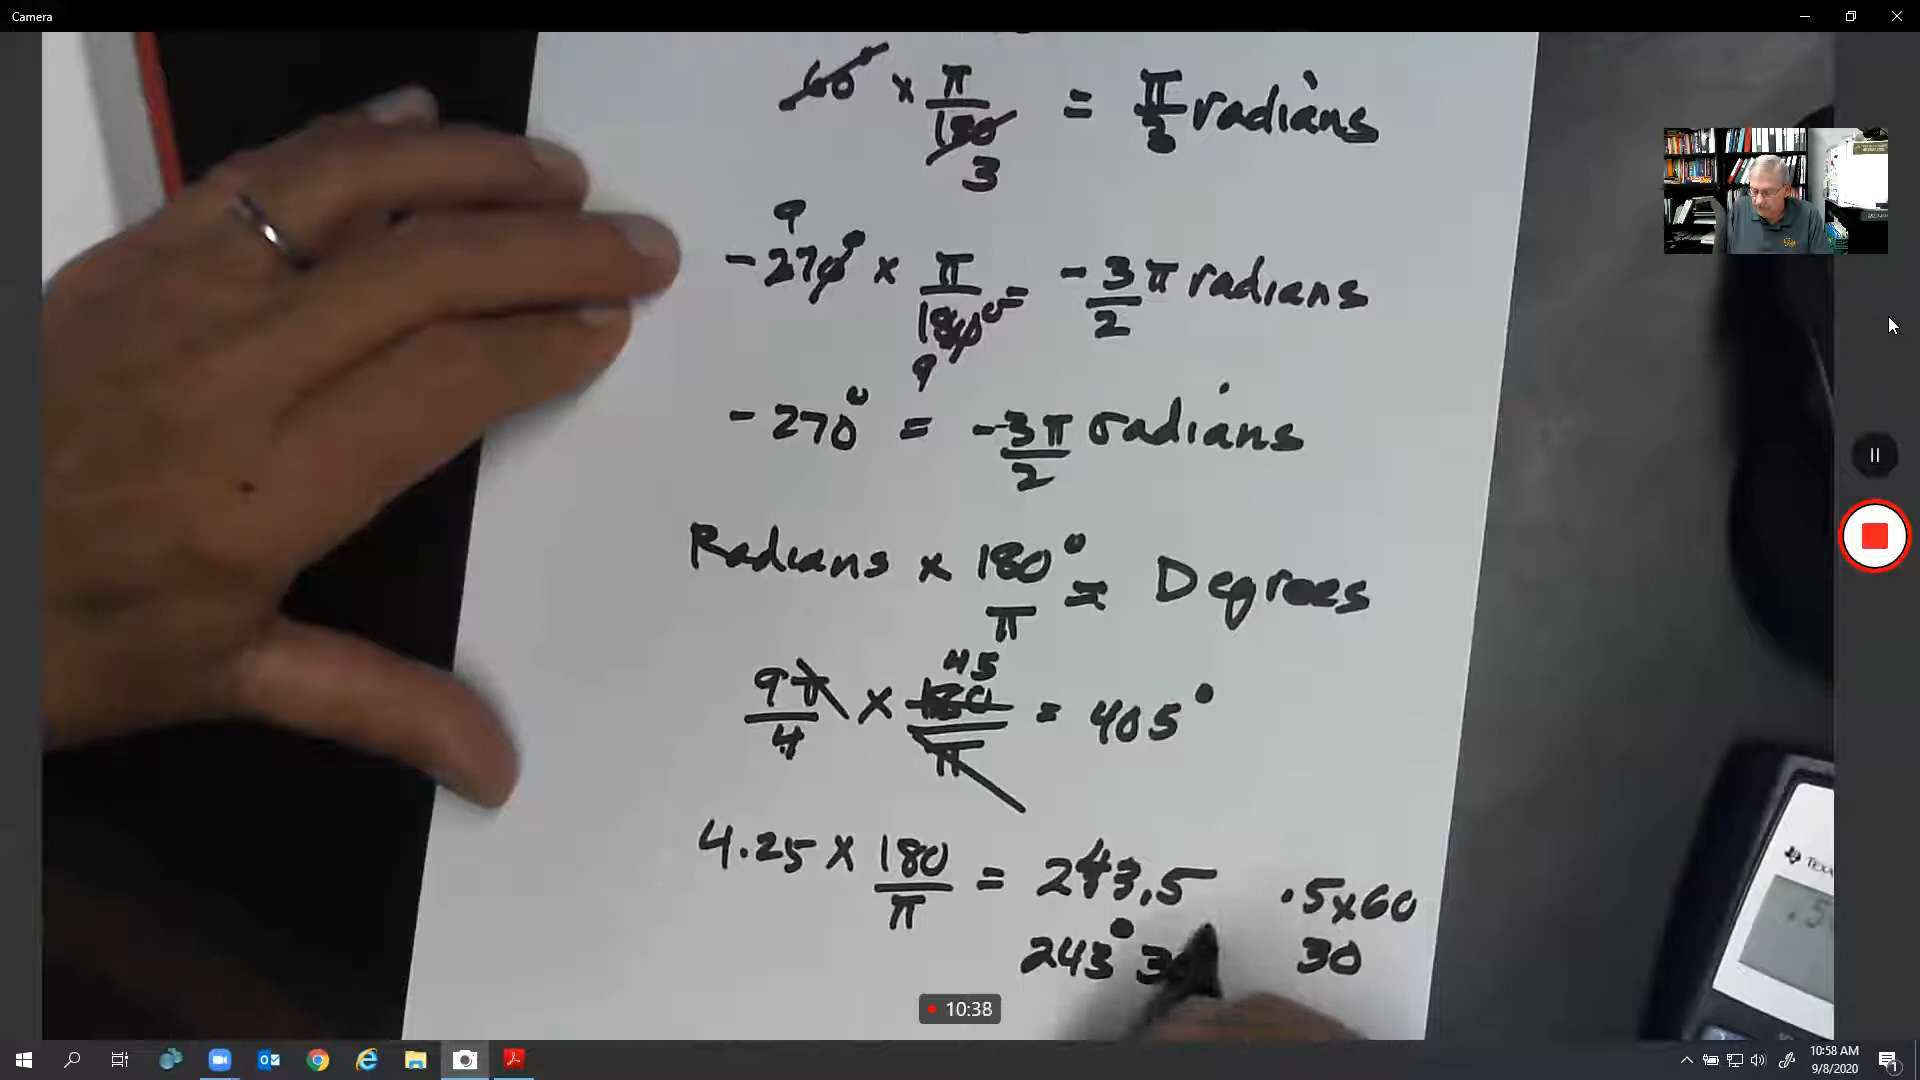 Camera
60 × π/180 = π/3 radians
3
9
-270° × π/180° = -3/2 π radians
9
-270° = -3π/2 radians
Radians × 180°/π = Degrees
45
9π/4 × 180/π = 405°
4.25 × 180/π = 243.5 .5x60
243° 30 30
10:38
10:58 AM
9/8/2020